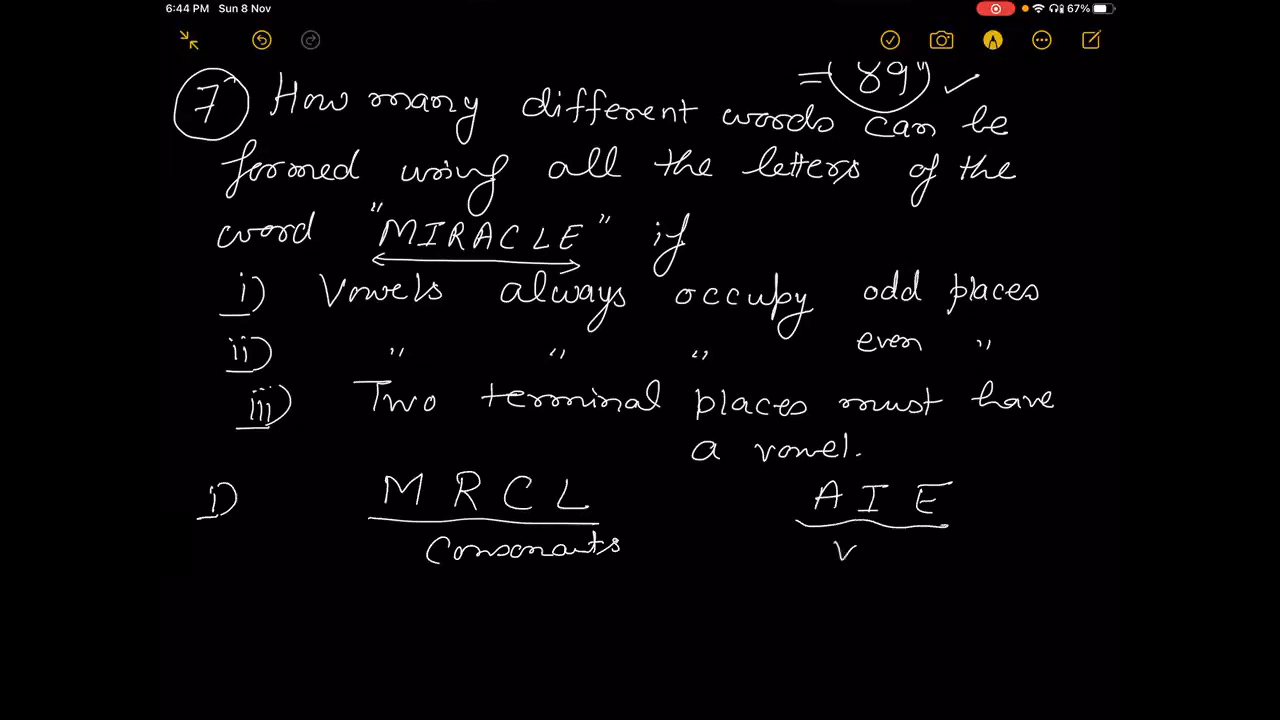 6:44 PM Sun 8 Nov
67%
= (89) ✓
7 How many different words can be
formed using all the letters of the
word "MIRACLE" if
i) Vowels always occupy odd places
ii) " " " even "
iii) Two terminal places must have
a vowel.
i) M R C L A I E
Consonants V